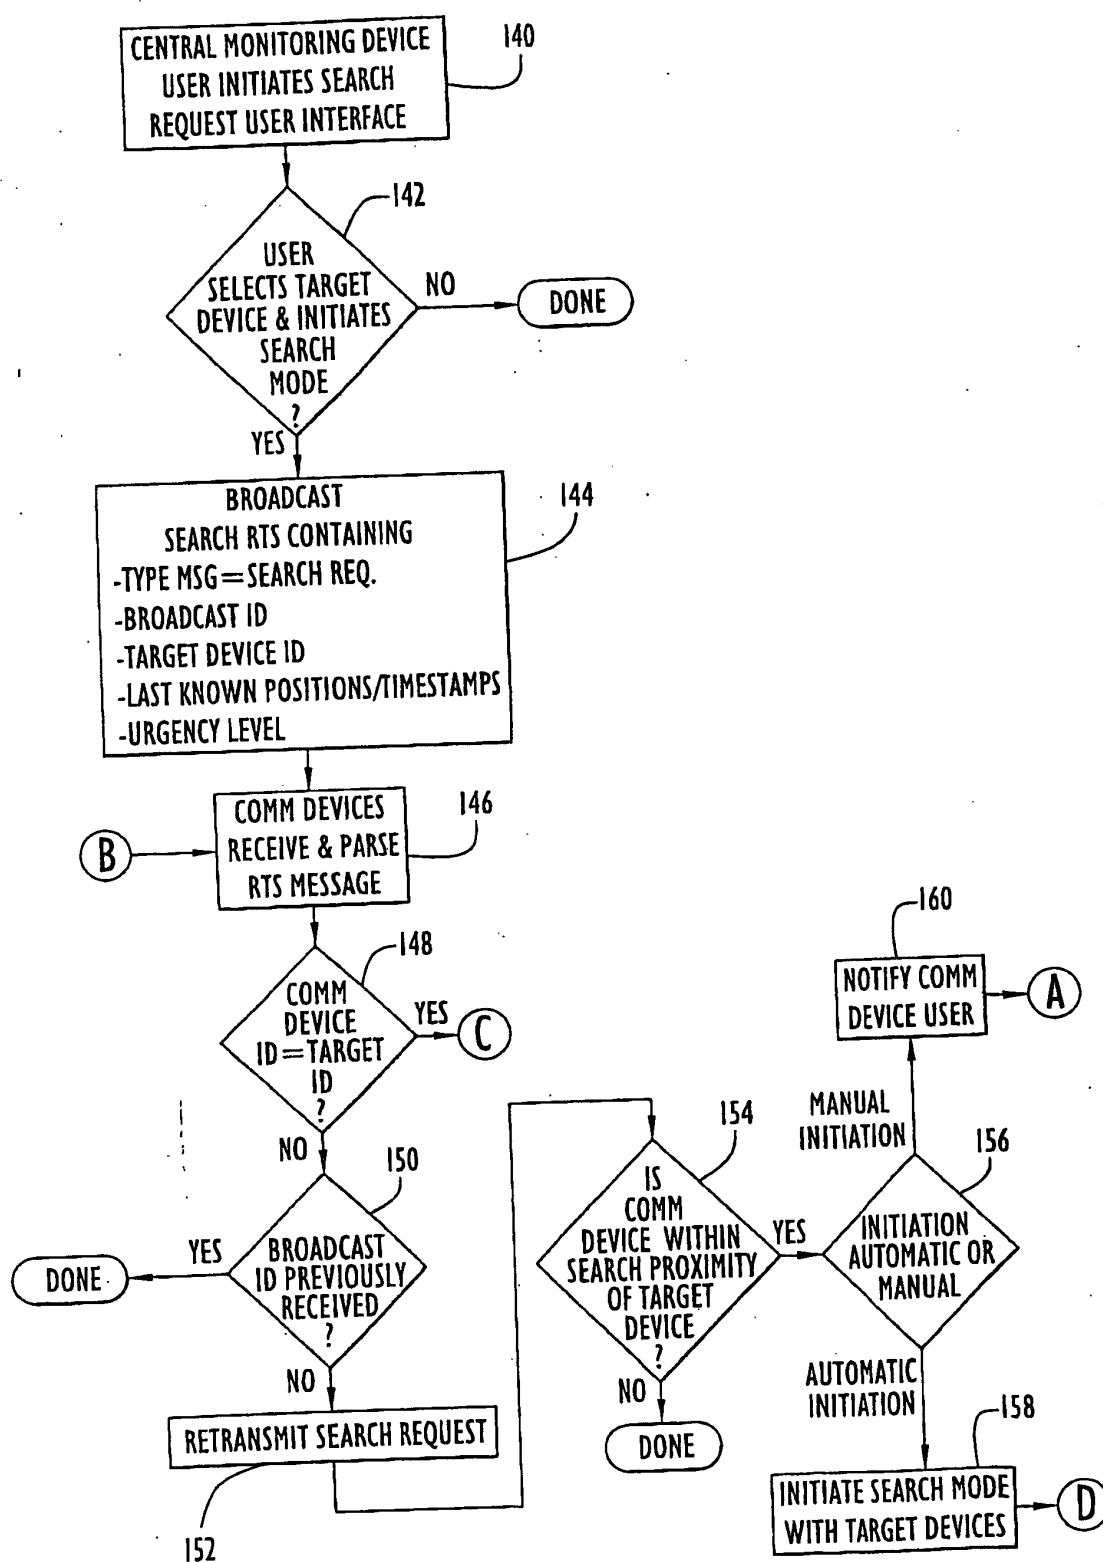 CENTRAL MONITORING DEVICE
USER INITIATES SEARCH
REQUEST USER INTERFACE
140
142
USER
SELECTS TARGET
DEVICE & INITIATES
SEARCH
MODE
?
NO
DONE
YES
BROADCAST
SEARCH RTS CONTAINING
-TYPE MSG=SEARCH REQ.
-BROADCAST ID
-TARGET DEVICE ID
-LAST KNOWN POSITIONS/TIMESTAMPS
-URGENCY LEVEL
144
COMM DEVICES
RECEIVE & PARSE
RTS MESSAGE
146
B
148
COMM
DEVICE
ID=TARGET
ID
?
YES
C
NO
150
BROADCAST
ID PREVIOUSLY
RECEIVED
?
YES
DONE
NO
RETRANSMIT SEARCH REQUEST
152
154
IS
COMM
DEVICE WITHIN
SEARCH PROXIMITY
OF TARGET
DEVICE
?
NO
DONE
YES
156
INITIATION
AUTOMATIC OR
MANUAL
MANUAL
INITIATION
160
NOTIFY COMM
DEVICE USER
A
AUTOMATIC
INITIATION
158
INITIATE SEARCH MODE
WITH TARGET DEVICES
D